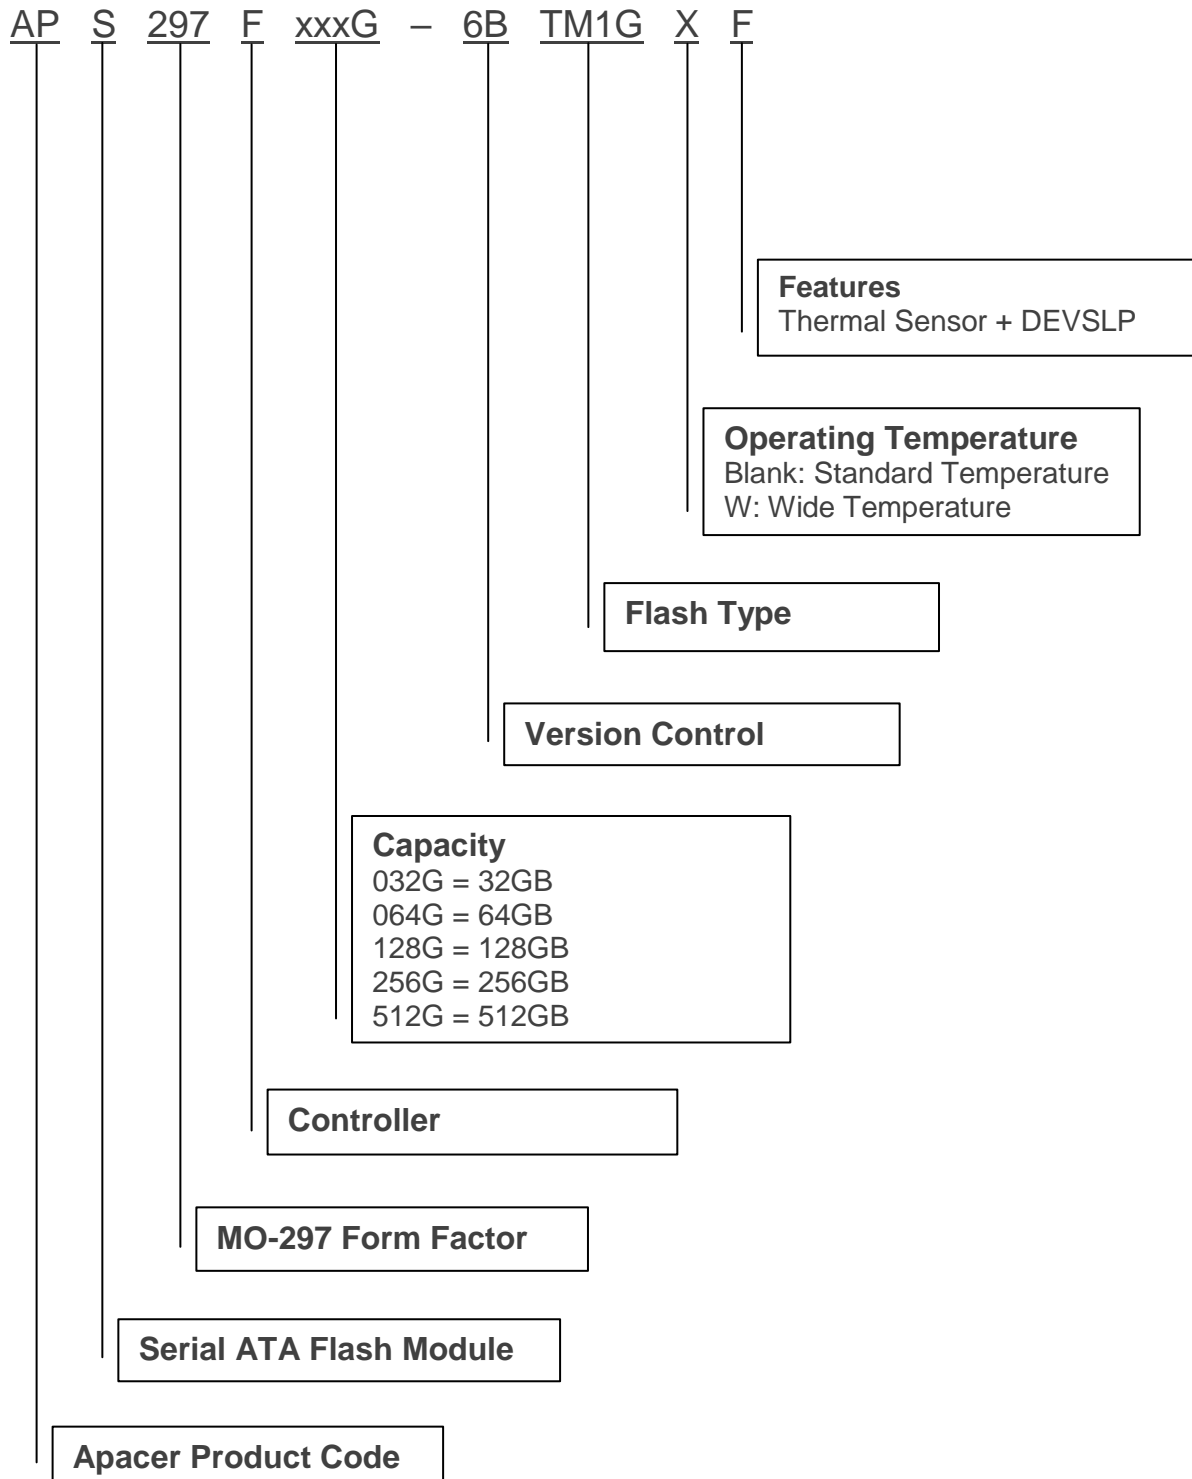 AP S 297 F xxxG – 6B TM1G X F
Features
Thermal Sensor + DEVSLP
Operating Temperature
Blank: Standard Temperature
W: Wide Temperature
Flash Type
Version Control
Capacity
032G = 32GB
064G = 64GB
128G = 128GB
256G = 256GB
512G = 512GB
Controller
MO-297 Form Factor
Serial ATA Flash Module
Apacer Product Code